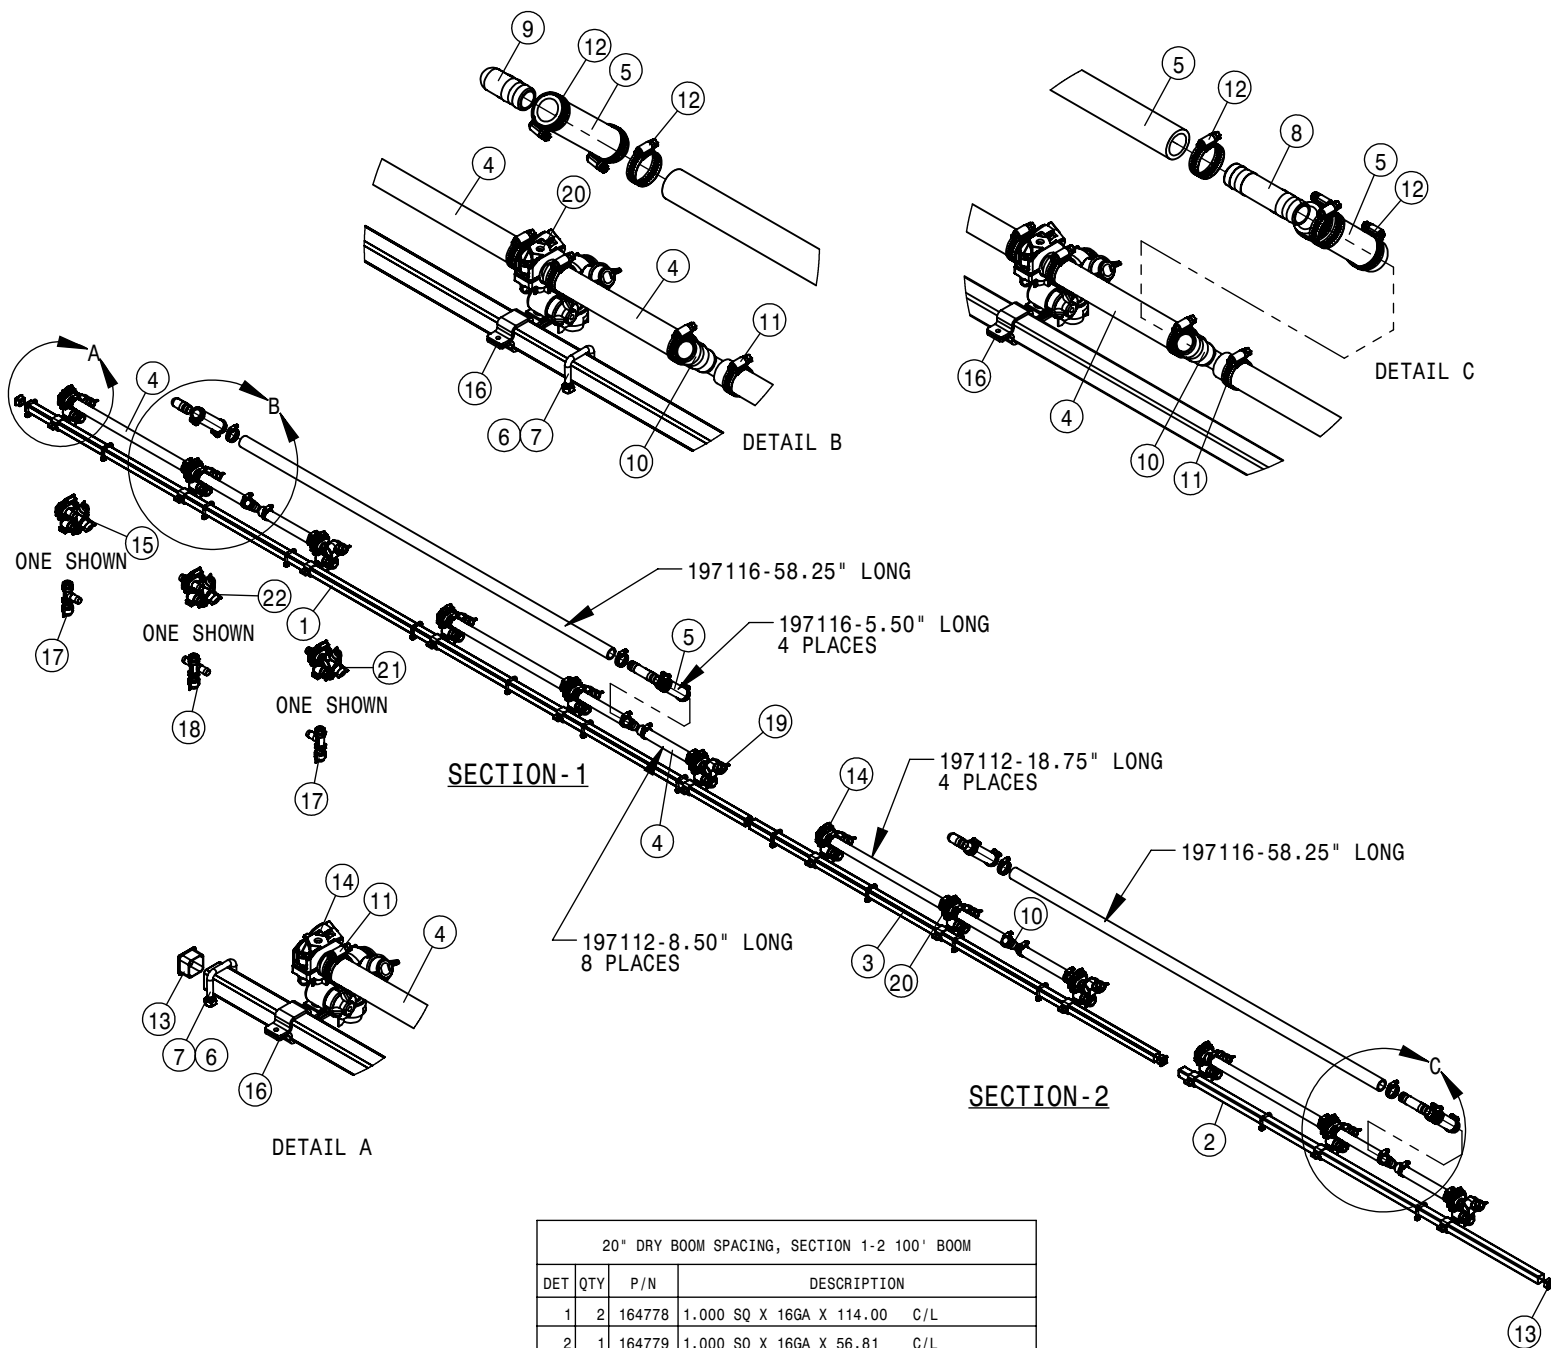 9
12
5
12
5
12
8
5
12
4
20
4
11
16
6 7
10
DETAIL B
16
4
10
11
DETAIL C
A
4
B
15
ONE SHOWN
17
22
ONE SHOWN
18
1
21
ONE SHOWN
17
197116-58.25" LONG
5
197116-5.50" LONG
4 PLACES
SECTION-1
19
4
14
197112-18.75" LONG
4 PLACES
197112-8.50" LONG
8 PLACES
3
20
10
197116-58.25" LONG
14
11
4
13
7 6
16
DETAIL A
SECTION-2
C
2
13
20" DRY BOOM SPACING, SECTION 1-2 100' BOOM
DET QTY P/N DESCRIPTION
1 2 164778 1.000 SQ X 16GA X 114.00 C/L
2 1 164779 1.000 SQ X 16GA X 56.81 C/L